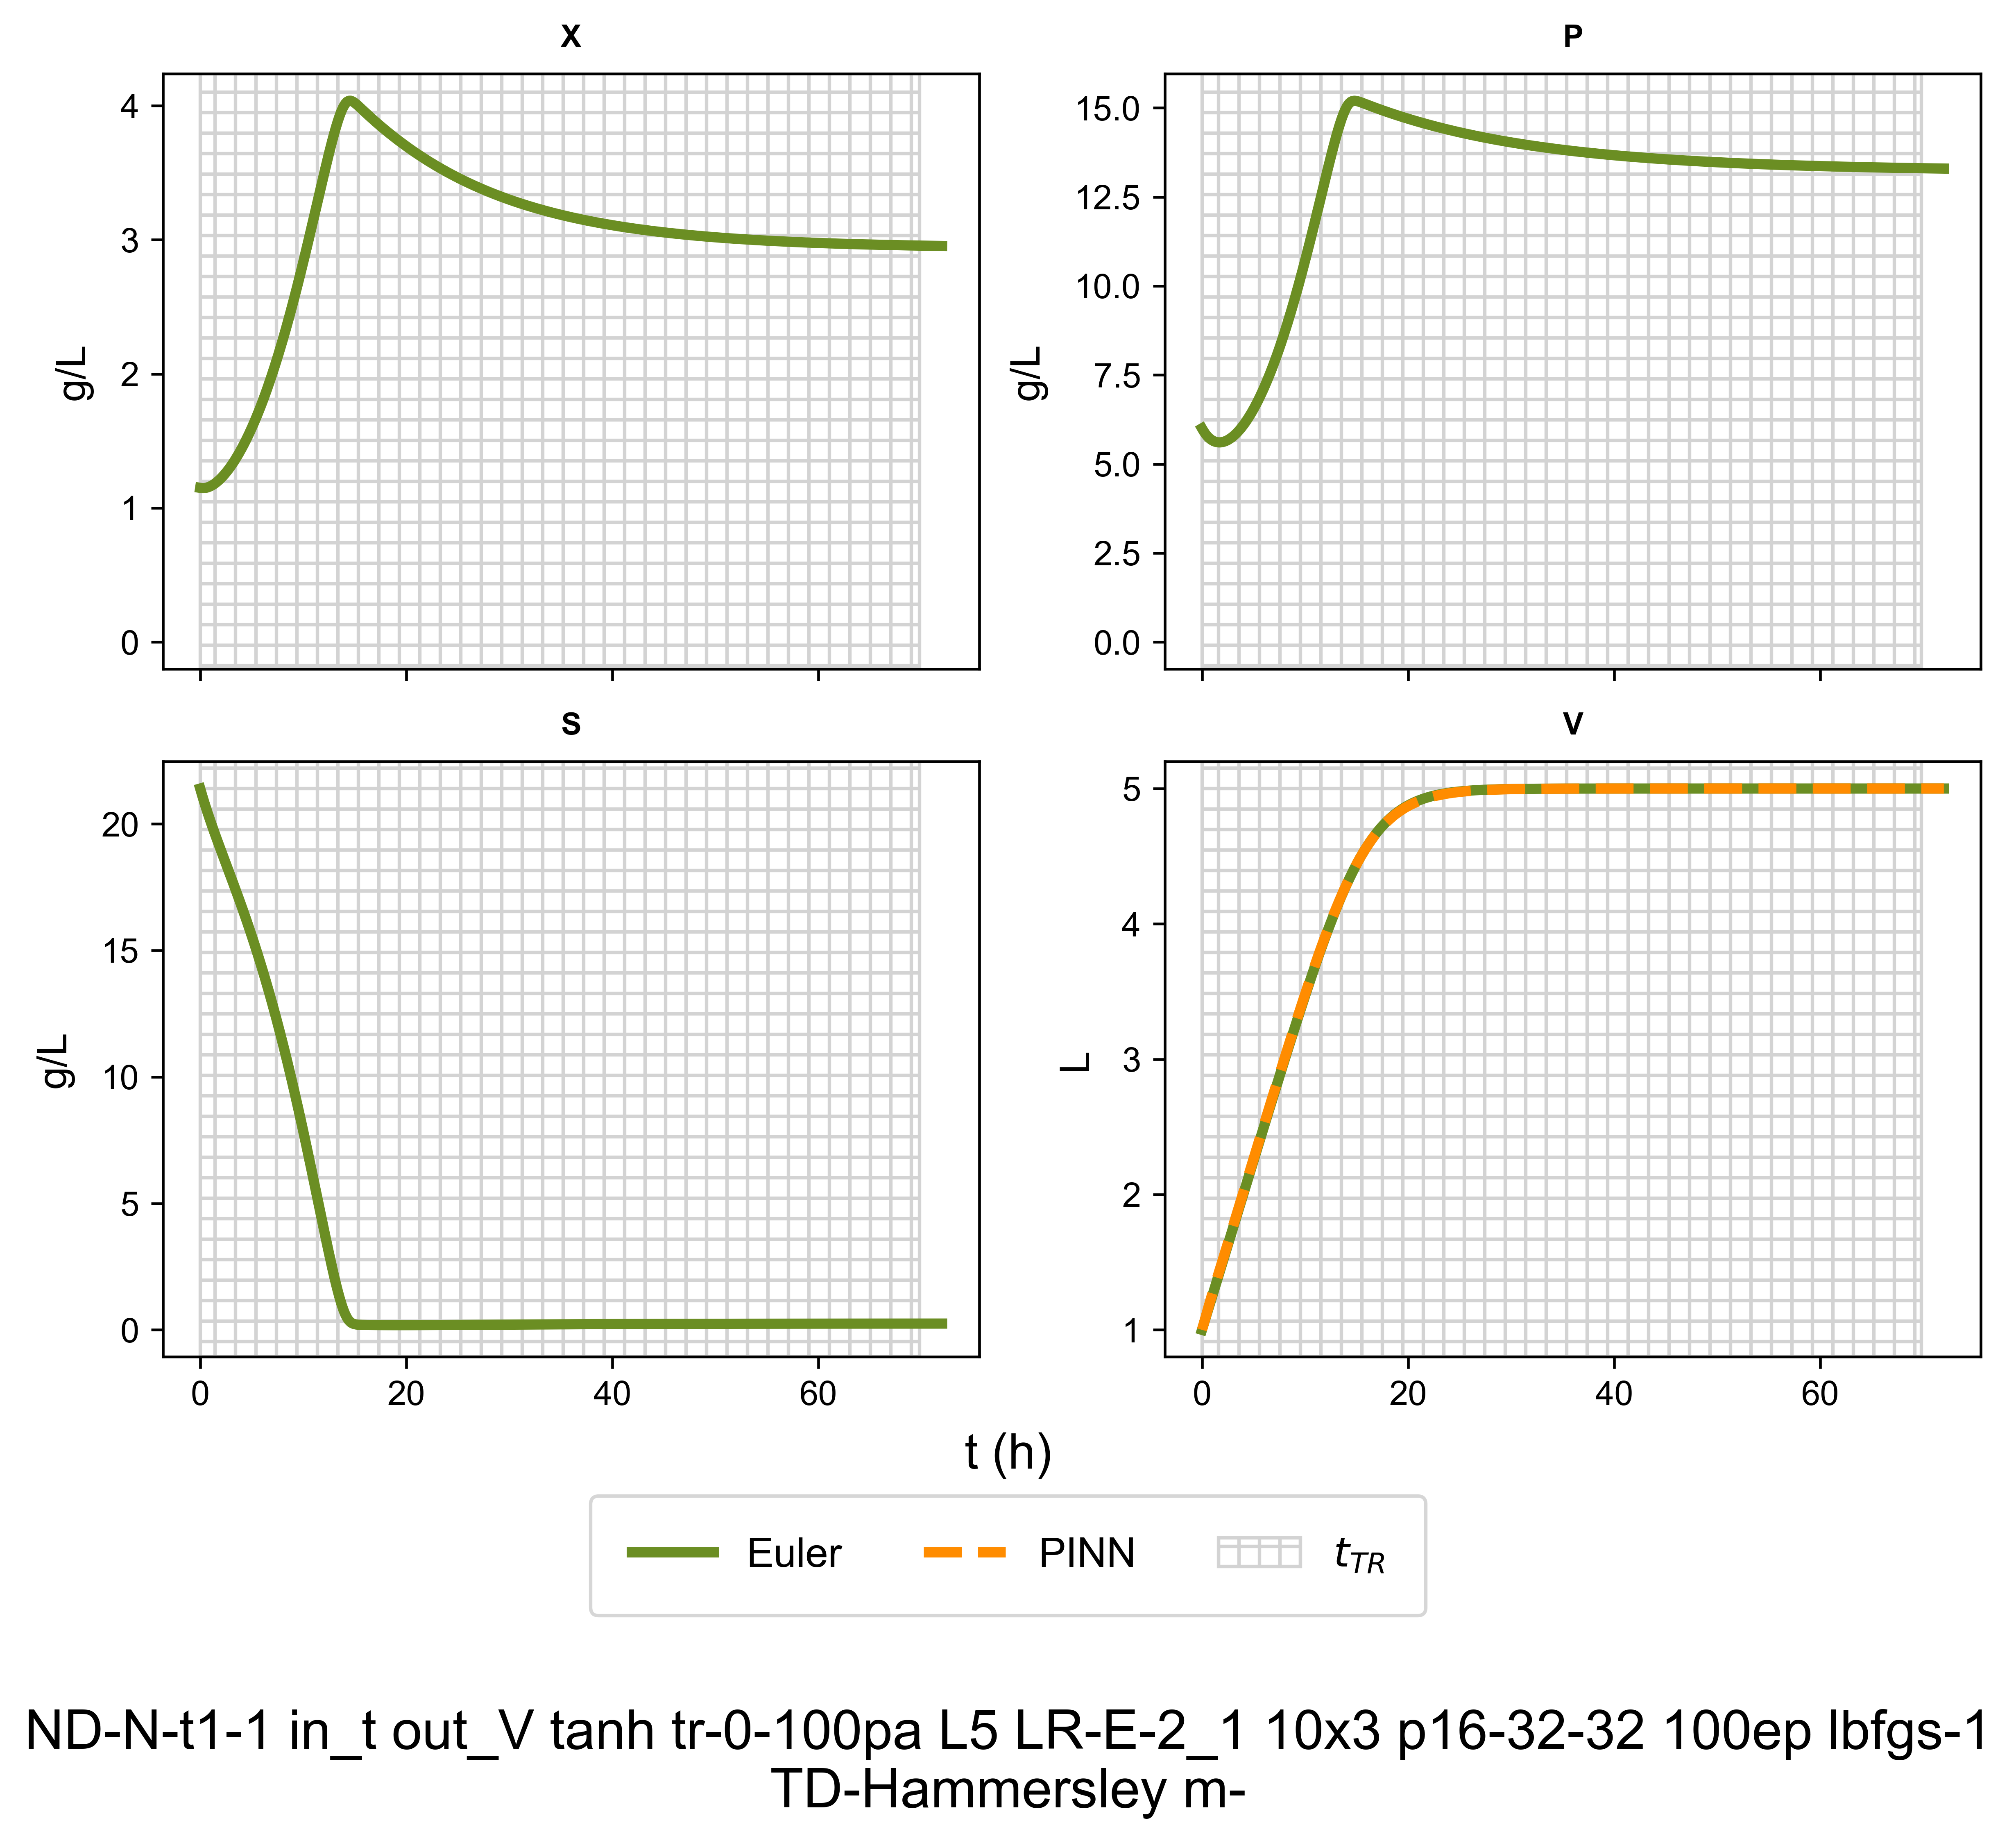 X
P
4
3
2
1
0
g/L
15.0
12.5
10.0
7.5
5.0
2.5
0.0
g/L
S
V
20
15
10
5
0
g/L
0
20
40
60
5
4
3
2
1
L
0
20
40
60
t (h)
Euler
PINN
t_{TR}
ND-N-t1-1 in_t out_V tanh tr-0-100pa L5 LR-E-2_1 10x3 p16-32-32 100ep lbfgs-1
TD-Hammersley m-